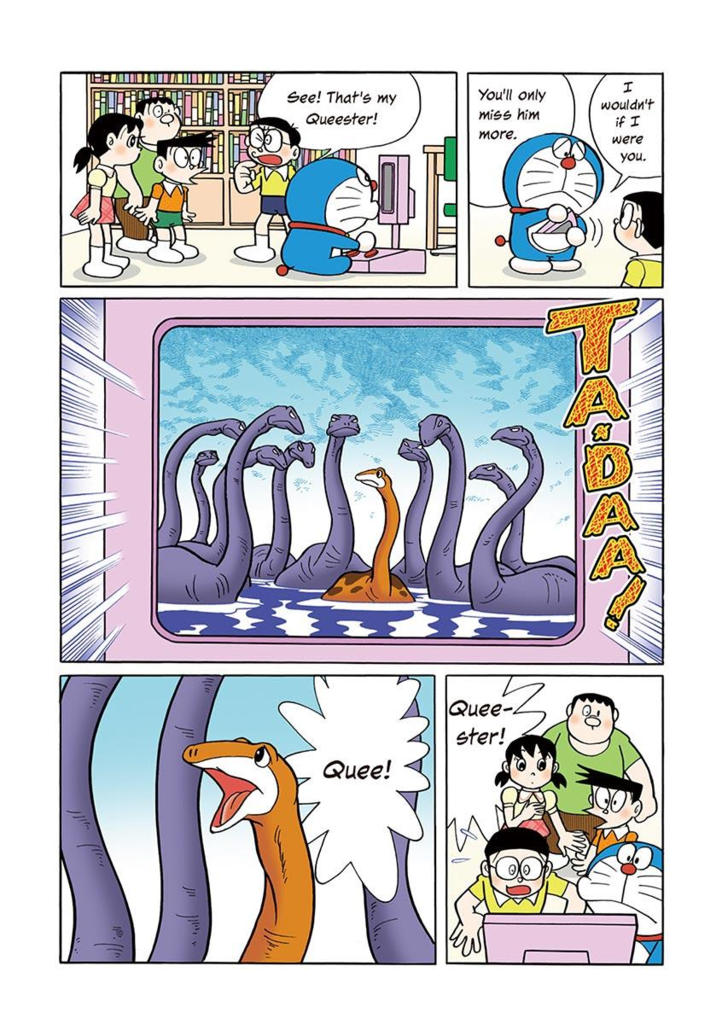 I
wouldn't
if I
were
you.
You'll only
miss him
more.
See! That's my
Queester!
TA-DAA!
Quee-
ster!
Quee!